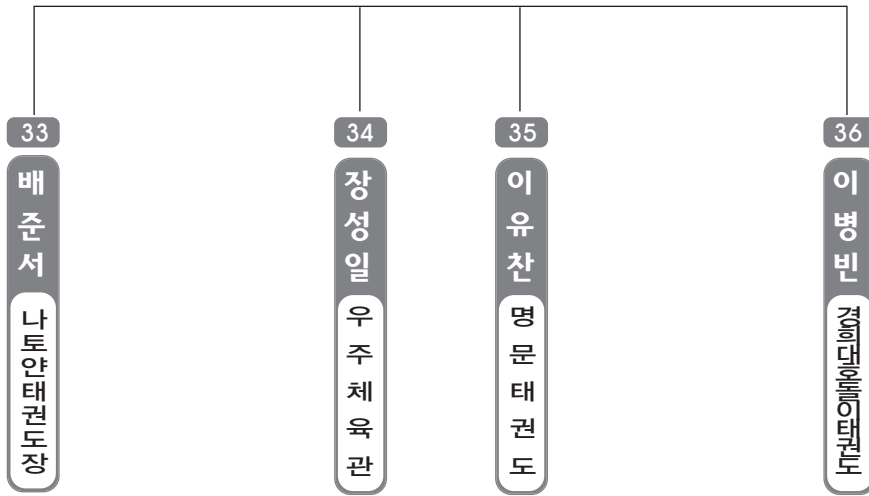 33
배준서
나토얀태권도장
34
장성일
우주체육관
35
이유찬
명문태권도
36
이병빈
경희대호돌이태권도